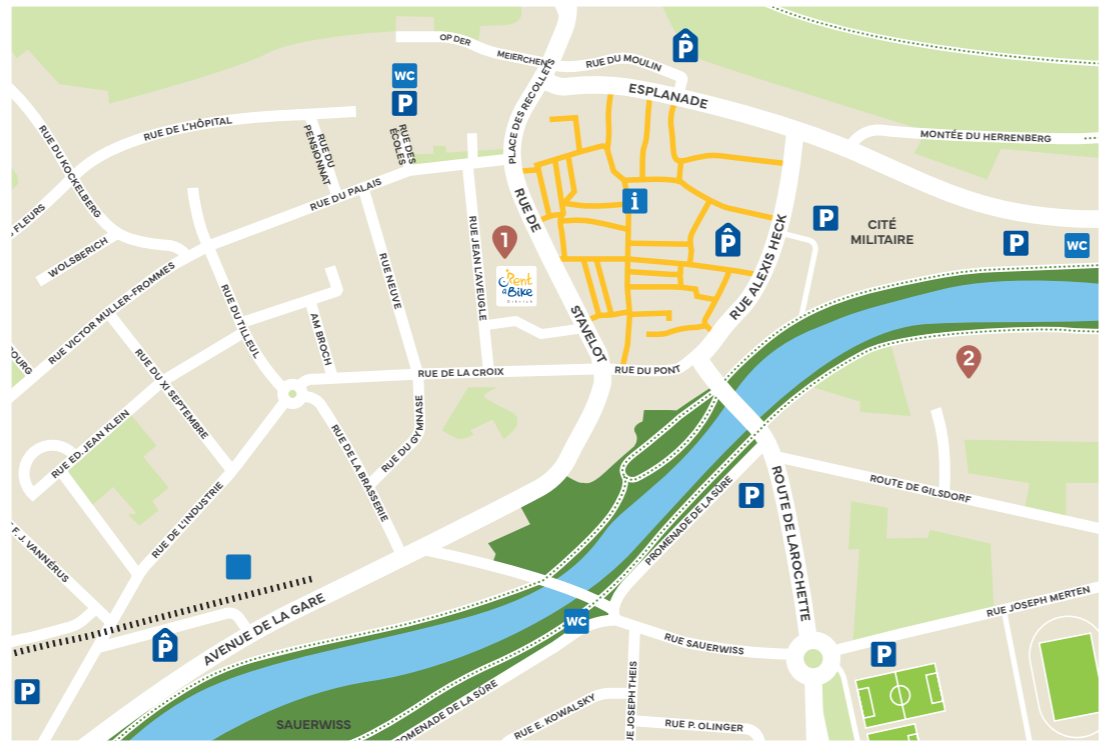 OP DER
MEIERCHEN
RUE DU MOULIN
P
WC
P
ESPLANADE
PLACE DES RECOLLETS
RUE DE L'HÔPITAL
RUE DU
PENSIONNAT
RUE DES
ÉCOLES
MONTÉE DU HERRENBERG
RUE DU KOCKELBERG
RUE DU PALAIS
FLEURS
RUE DE
STAVELOT
i
P
P
CITÉ
MILITAIRE
P
WC
WOLSBERICH
RUE JEAN L'AVEUGLE
1
Rent
a Bike
RUE ALEXIS HECK
RUE VICTOR MULLER-FROMMES
RUE DU TILLEUL
RUE NEUVE
AM BROCH
2
RUE DE LA CROIX
RUE DU PONT
RUE DU XI SEPTEMBRE
RUE ED. JEAN KLEIN
RUE DU GYMNASE
RUE DE LA BRASSERIE
RUE DE L'INDUSTRIE
ROUTE DE GILSDORF
P
PROMENADE DE LA SÛRE
ROUTE DE LAROCHETTE
F. J. VANNÉRUS
AVENUE DE LA GARE
RUE JOSEPH MERTEN
WC
RUE SAUERWISS
P
P
P
RUE JOSEPH THEIS
OMENADE DE LA SÛRE
RUE E. KOWALSKY
RUE P. OLINGER
SAUERWISS